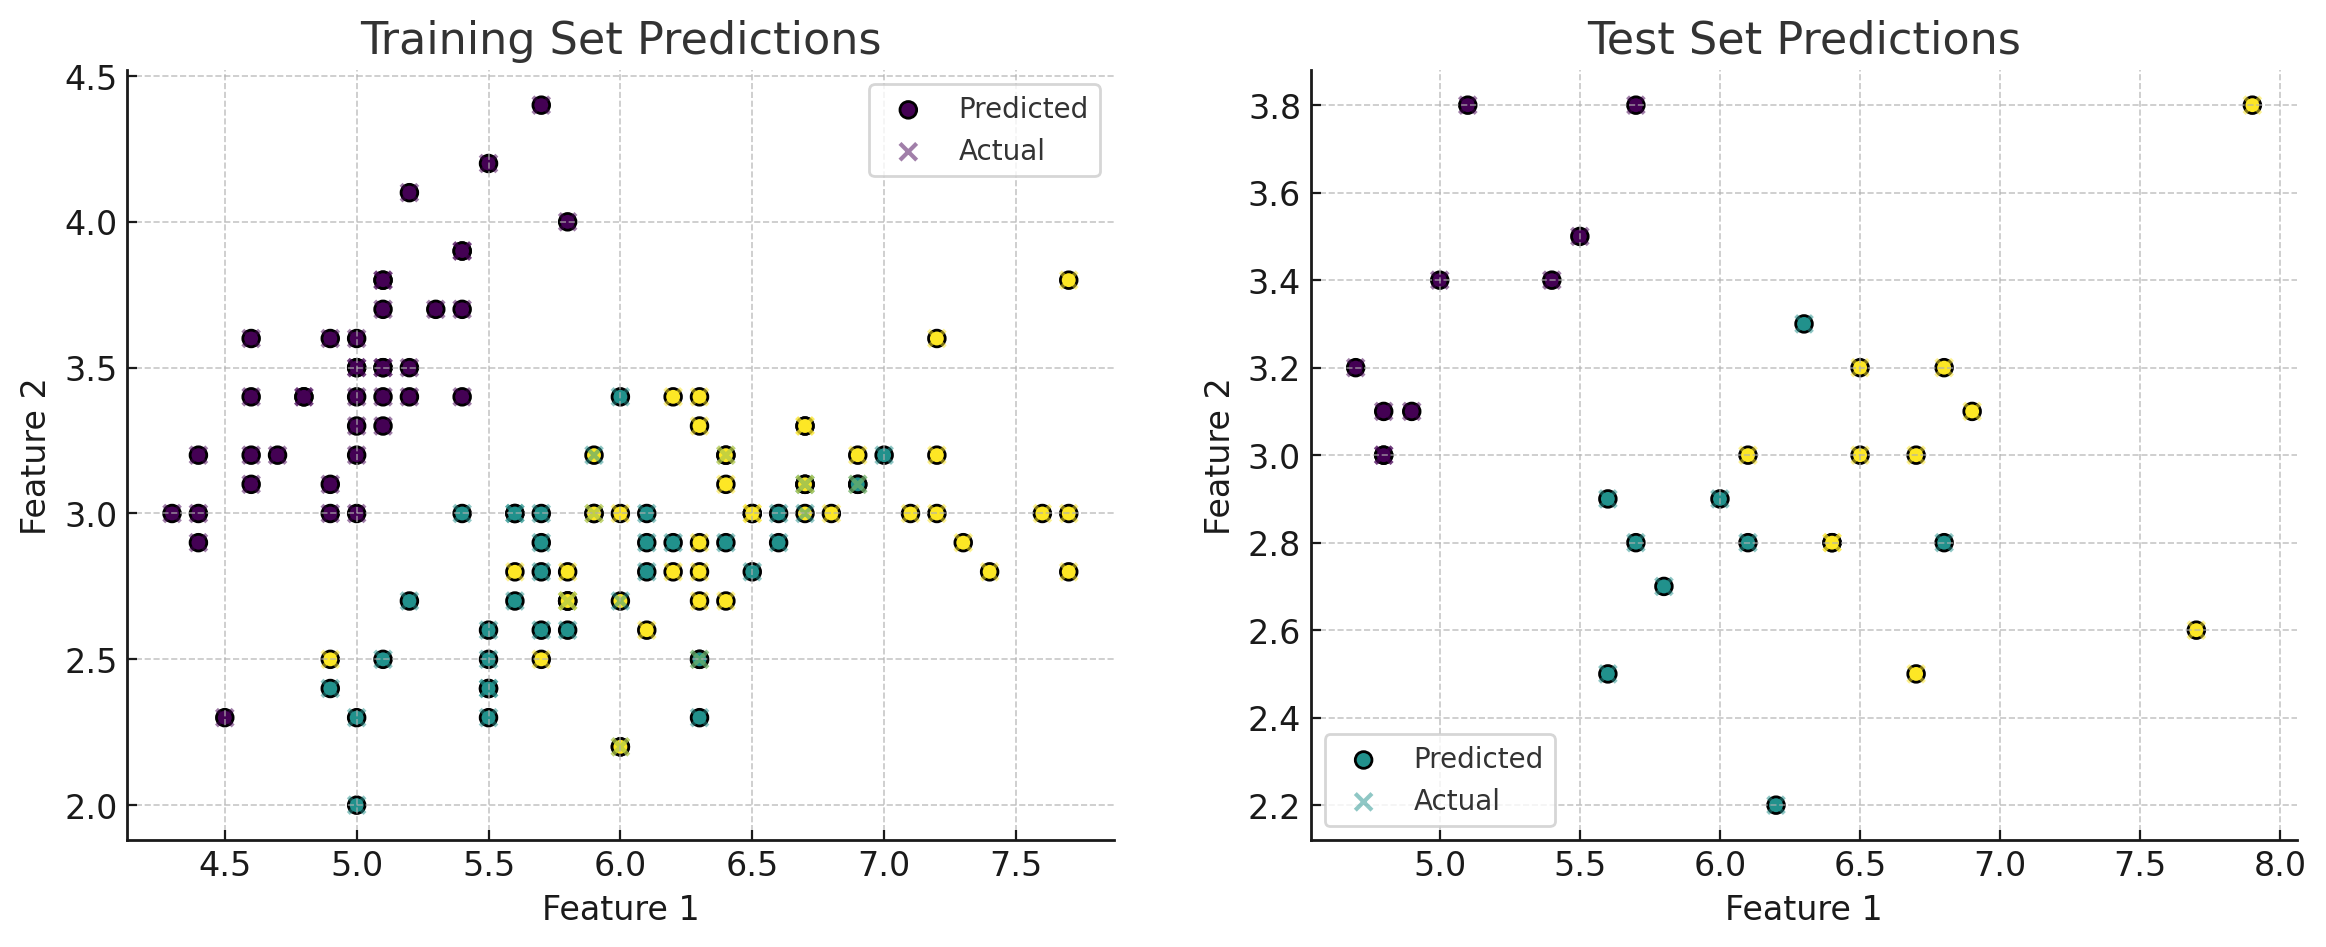 Training Set Predictions
4.5
4.0
3.5
3.0
2.5
2.0
Feature 2
Predicted
Actual
4.5 5.0 5.5 6.0 6.5 7.0 7.5
Feature 1
Test Set Predictions
3.8
3.6
3.4
3.2
3.0
2.8
2.6
2.4
2.2
Feature 2
Predicted
Actual
5.0 5.5 6.0 6.5 7.0 7.5 8.0
Feature 1